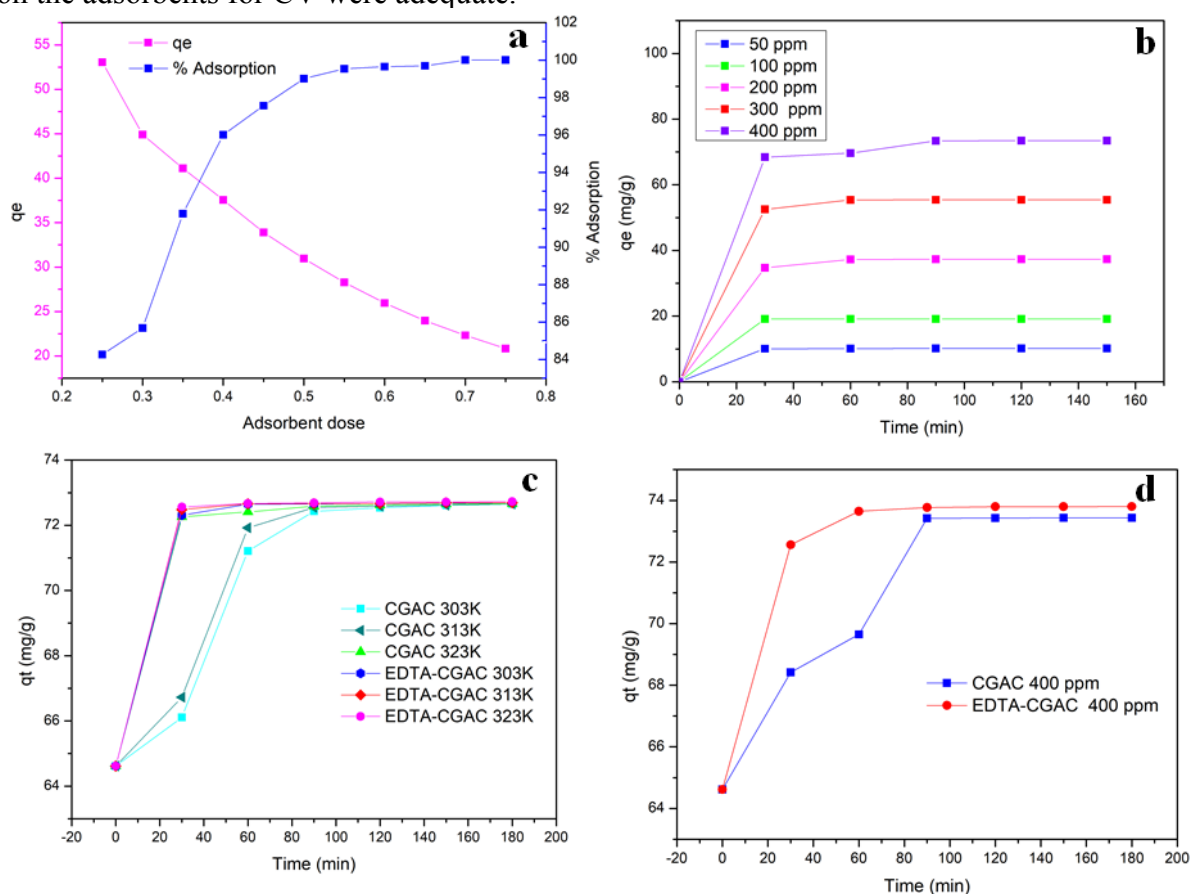 on the adsorbents for CV were adequate.
a
qe
% Adsorption
55
50
45
40
35
30
25
20
qe
102
100
98
96
94
92
90
88
86
84
% Adsorption
0.2 0.3 0.4 0.5 0.6 0.7 0.8
Adsorbent dose
b
50 ppm
100 ppm
200 ppm
300 ppm
400 ppm
100
80
60
40
20
0
qe (mg/g)
0 20 40 60 80 100 120 140 160
Time (min)
c
74
72
70
68
66
64
qt (mg/g)
CGAC 303K
CGAC 313K
CGAC 323K
EDTA-CGAC 303K
EDTA-CGAC 313K
EDTA-CGAC 323K
-20 0 20 40 60 80 100 120 140 160 180 200
Time (min)
d
74
72
70
68
66
64
qt (mg/g)
CGAC 400 ppm
EDTA-CGAC 400 ppm
-20 0 20 40 60 80 100 120 140 160 180 200
Time (min)